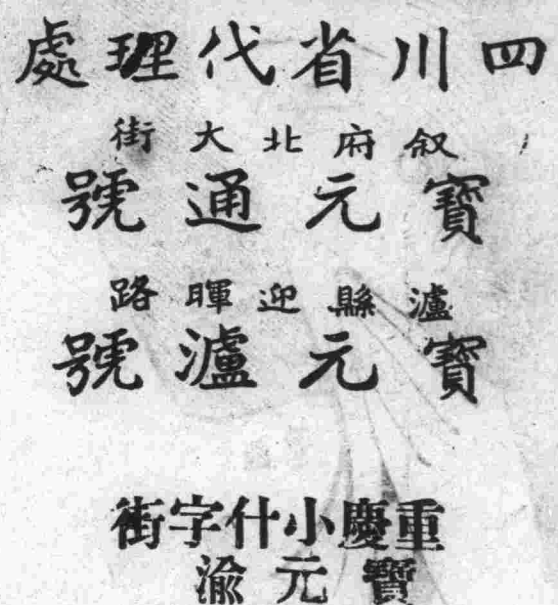 四川省代理處
叙府北大街
寶元通號
瀘縣迎暉路
寶元瀘號
重慶小什字街
寶元渝